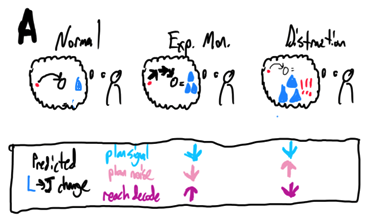 A
Normal Exp. Mon. Distraction
!!!
plan signal
Predicted plan noise
L→J change reach decode